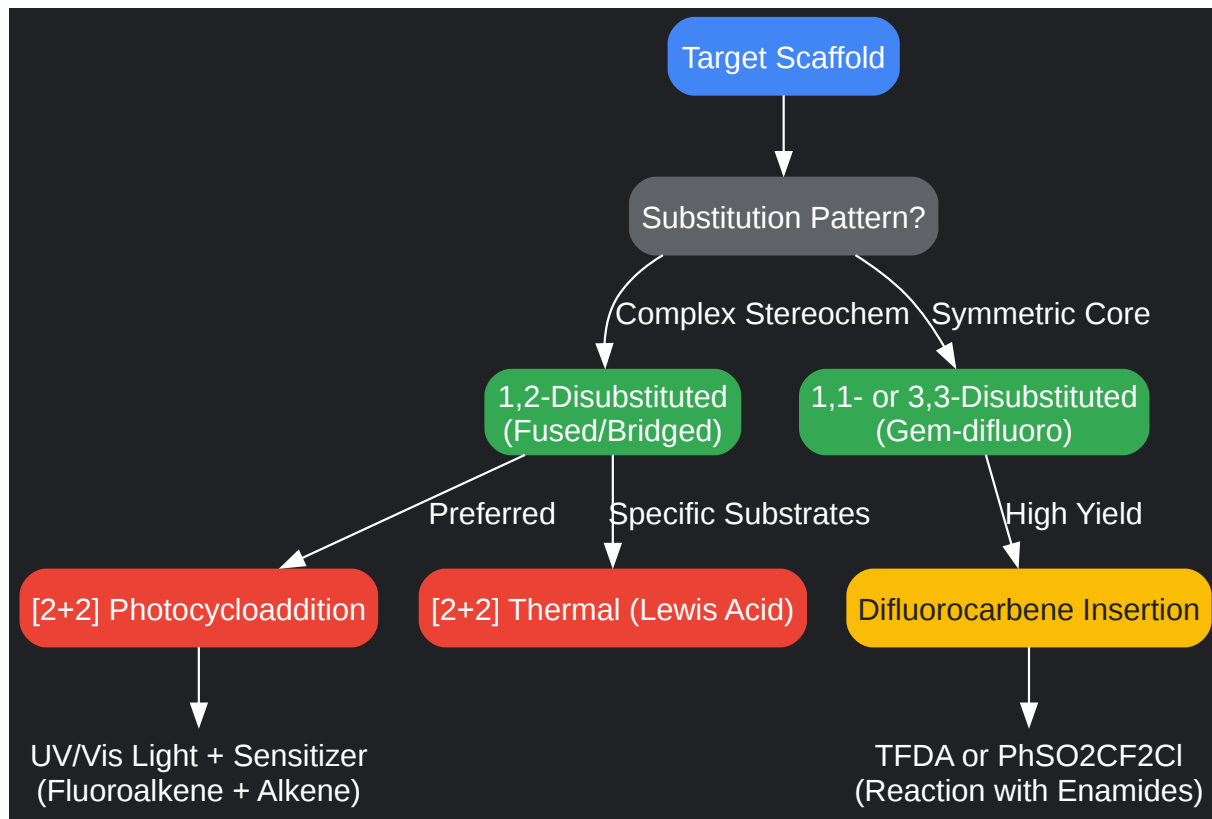 Target Scaffold
Substitution Pattern?
Complex Stereochem
Symmetric Core
1,2-Disubstituted
(Fused/Bridged)
1,1- or 3,3-Disubstituted
(Gem-difluoro)
Preferred
Specific Substrates
High Yield
[2+2] Photocycloaddition
[2+2] Thermal (Lewis Acid)
Difluorocarbene Insertion
UV/Vis Light + Sensitizer
(Fluoroalkene + Alkene)
TFDA or PhSO2CF2Cl
(Reaction with Enamides)